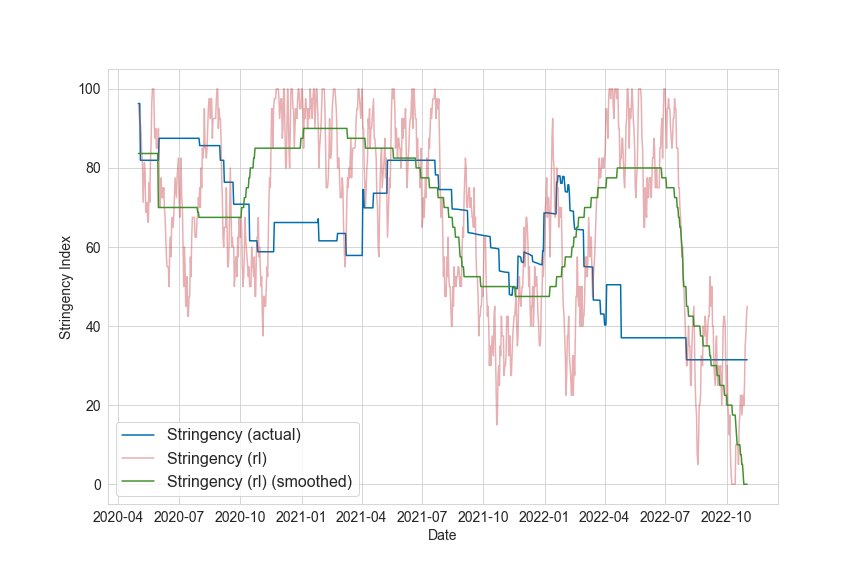 100
80
60
40
20
0
Stringency Index
Stringency (actual)
Stringency (rl)
Stringency (rl) (smoothed)
2020-04 2020-07 2020-10 2021-01 2021-04 2021-07 2021-10 2022-01 2022-04 2022-07 2022-10
Date